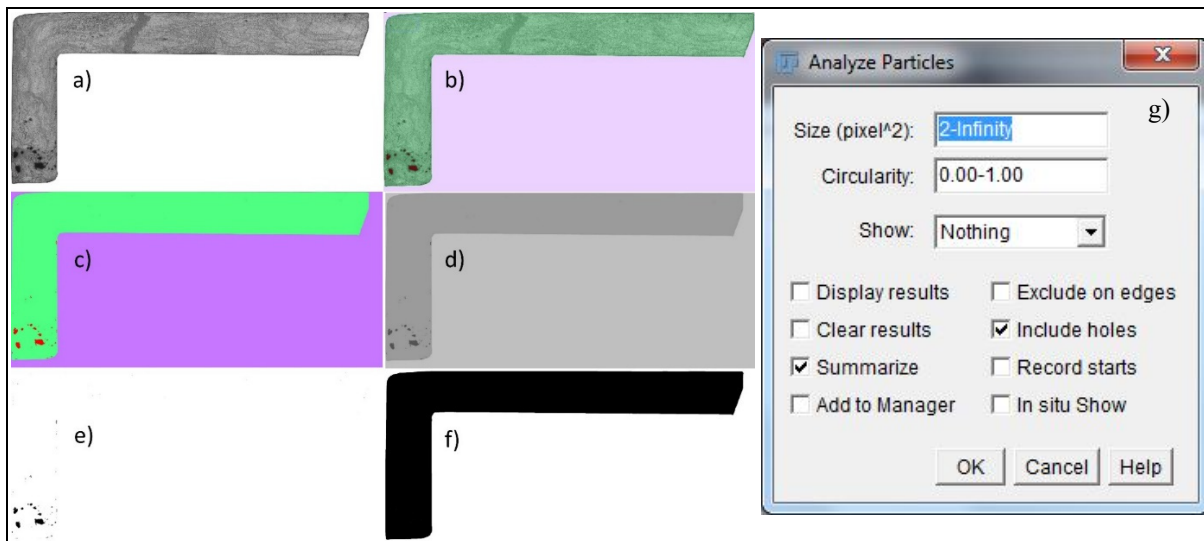 a)
b)
c)
d)
e)
f)
Analyze Particles
g)
Size (pixel^2): 2-Infinity
Circularity: 0.00-1.00
Show: Nothing
Display results Exclude on edges
Clear results Include holes
Summarize Record starts
Add to Manager In situ Show
OK Cancel Help